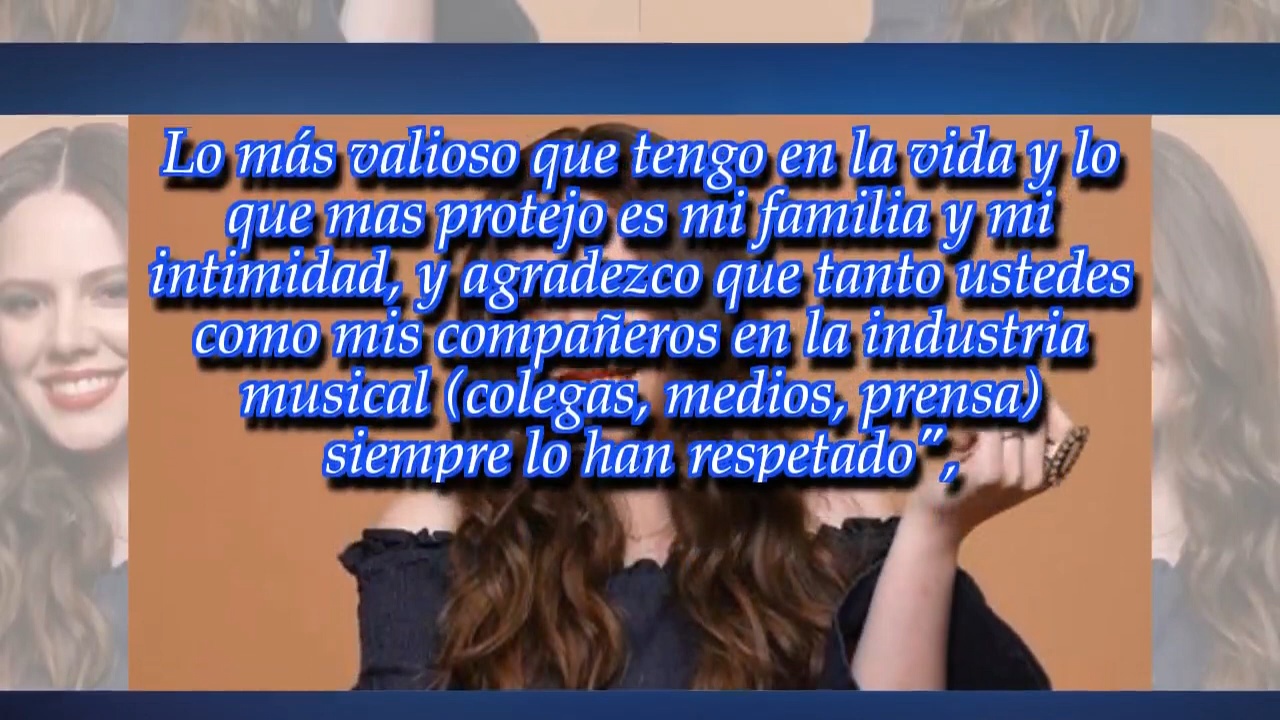 Lo más valioso que tengo en la vida y lo
que mas protejo es mi familia y mi
intimidad, y agradezco que tanto ustedes
como mis compañeros en la industria
musical (colegas, medios, prensa)
siempre lo han respetado”,